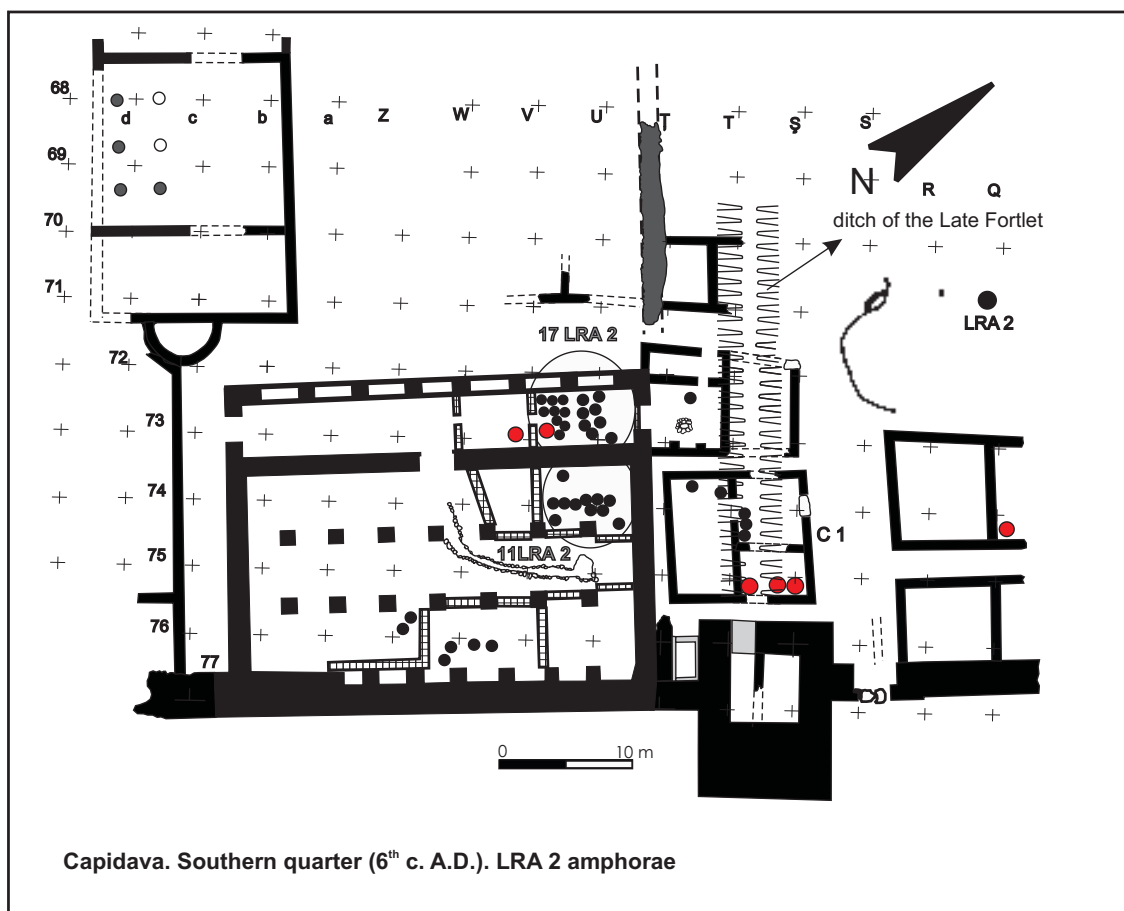 68
d c b a Z W V U Ț T Ş S
69
N R Q
70
ditch of the Late Fortlet
71
LRA 2
17 LRA 2
72
73
74
C 1
75
11LRA 2
76
77
0 10 m
Capidava. Southern quarter (6th c. A.D.). LRA 2 amphorae